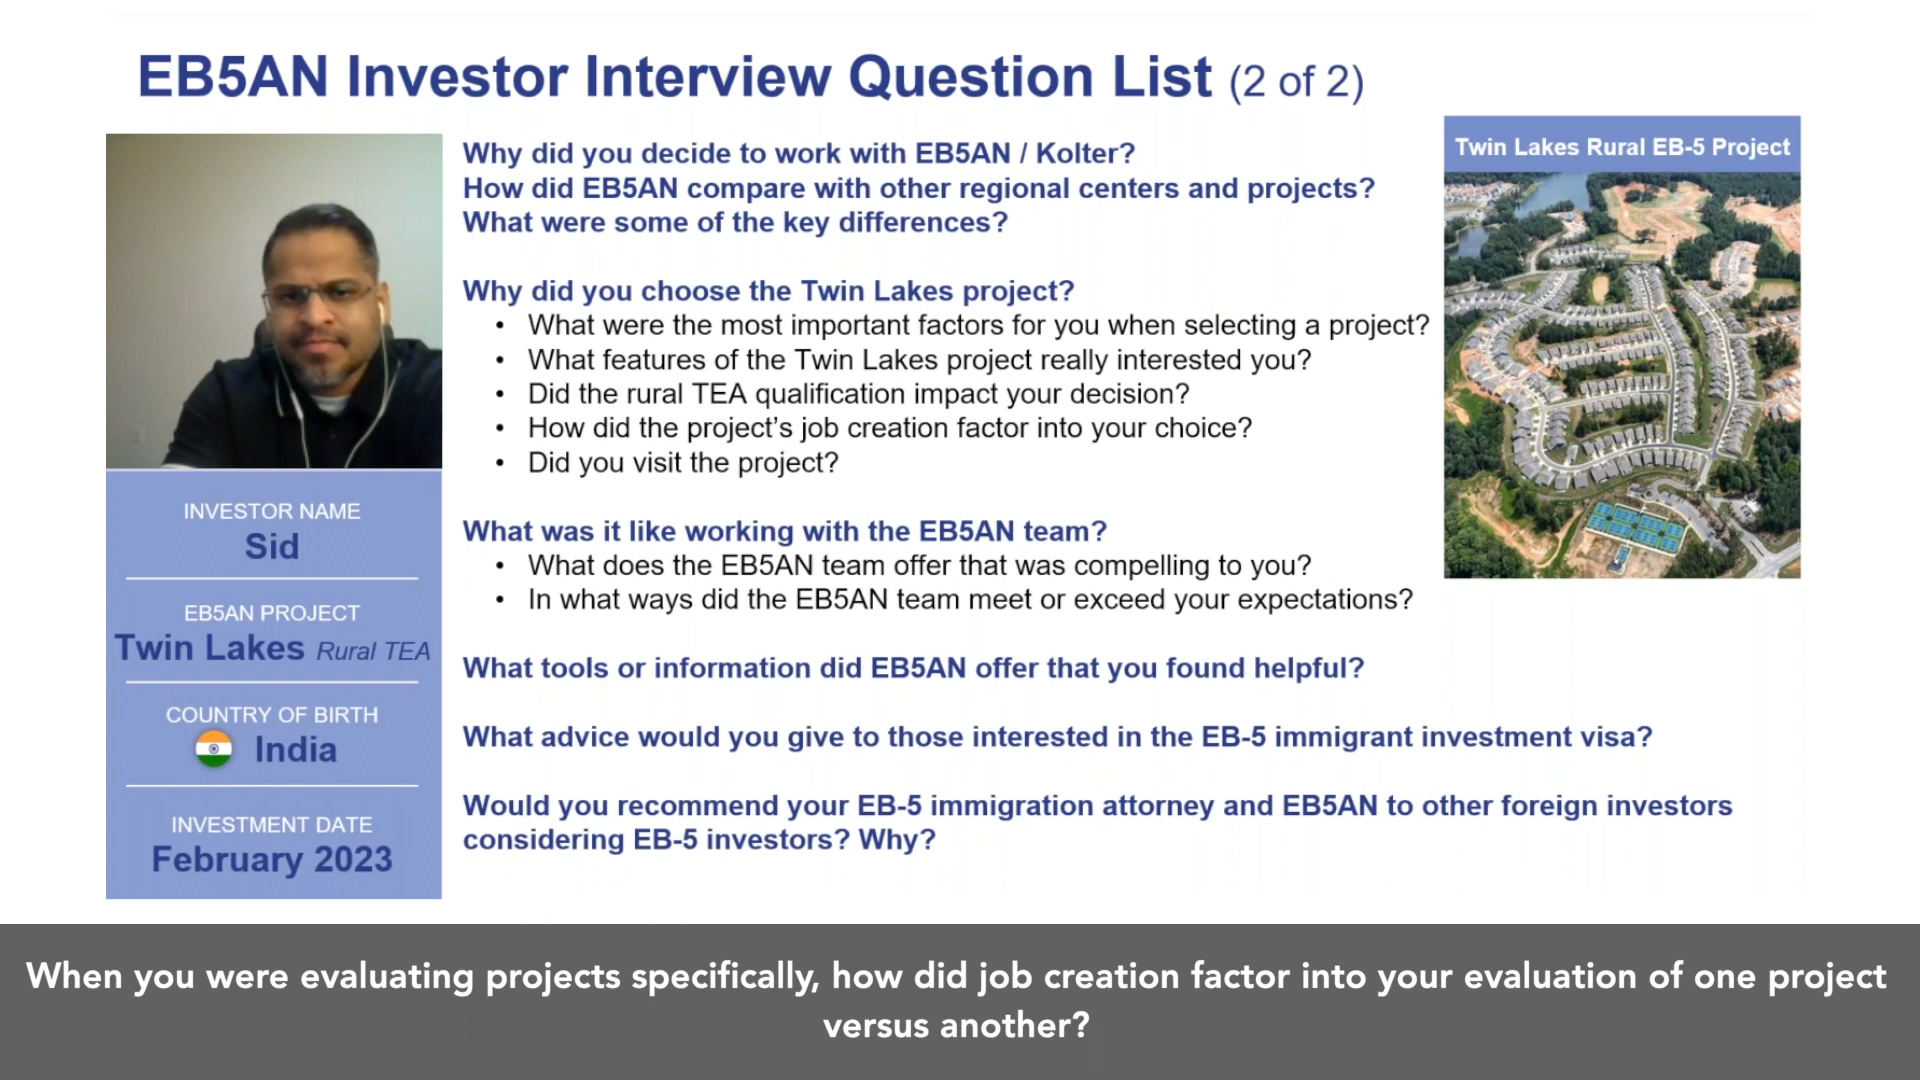 EB5AN Investor Interview Question List (2 of 2)
Twin Lakes Rural EB-5 Project
Why did you decide to work with EB5AN / Kolter?
How did EB5AN compare with other regional centers and projects?
What were some of the key differences?
Why did you choose the Twin Lakes project?
• What were the most important factors for you when selecting a project?
• What features of the Twin Lakes project really interested you?
• Did the rural TEA qualification impact your decision?
• How did the project’s job creation factor into your choice?
• Did you visit the project?
What was it like working with the EB5AN team?
• What does the EB5AN team offer that was compelling to you?
• In what ways did the EB5AN team meet or exceed your expectations?
What tools or information did EB5AN offer that you found helpful?
What advice would you give to those interested in the EB-5 immigrant investment visa?
Would you recommend your EB-5 immigration attorney and EB5AN to other foreign investors
considering EB-5 investors? Why?
INVESTOR NAME
Sid
EB5AN PROJECT
Twin Lakes Rural TEA
COUNTRY OF BIRTH
India
INVESTMENT DATE
February 2023
When you were evaluating projects specifically, how did job creation factor into your evaluation of one project
versus another?